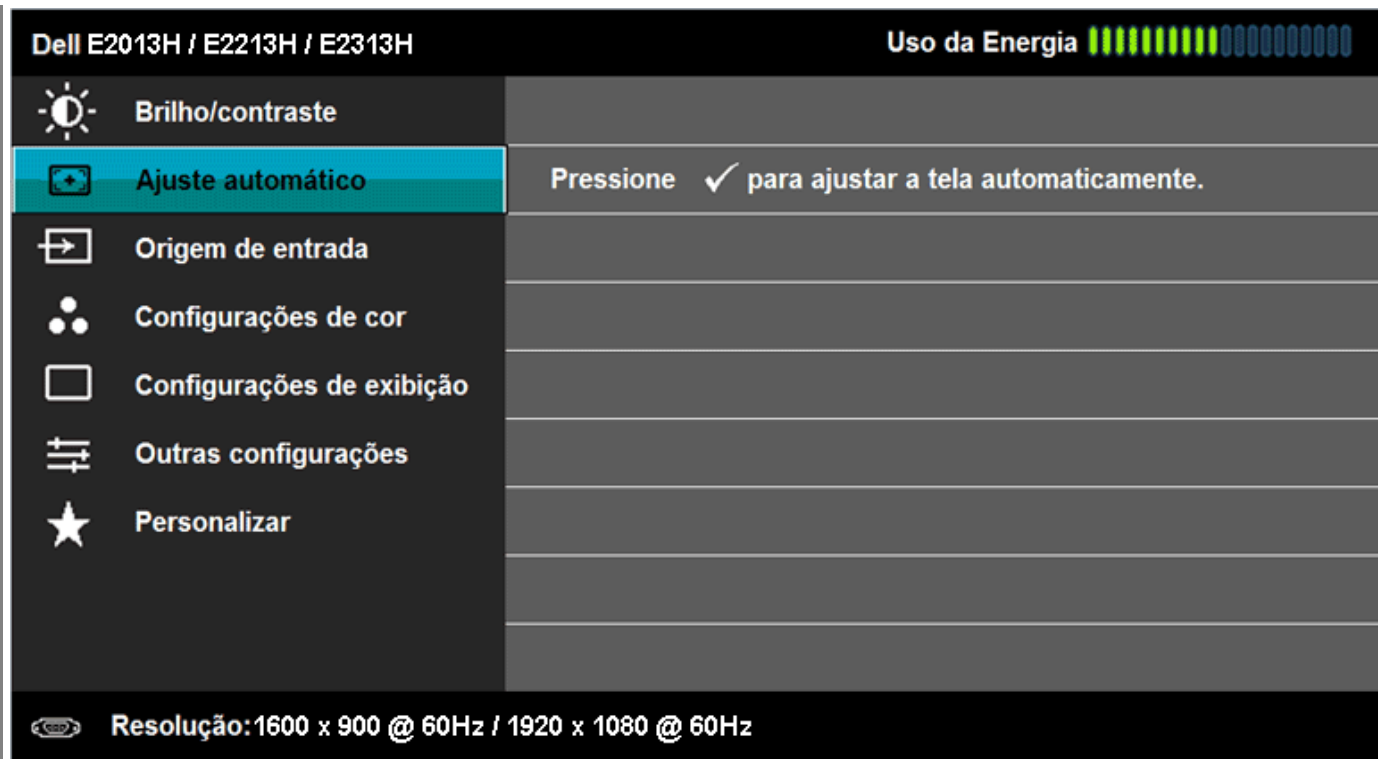 Dell E2013H / E2213H / E2313H
Uso da Energia
Brilho/contraste
Ajuste automático
Pressione ✓ para ajustar a tela automaticamente.
Origem de entrada
Configurações de cor
Configurações de exibição
Outras configurações
Personalizar
Resolução:1600 x 900 @ 60Hz / 1920 x 1080 @ 60Hz